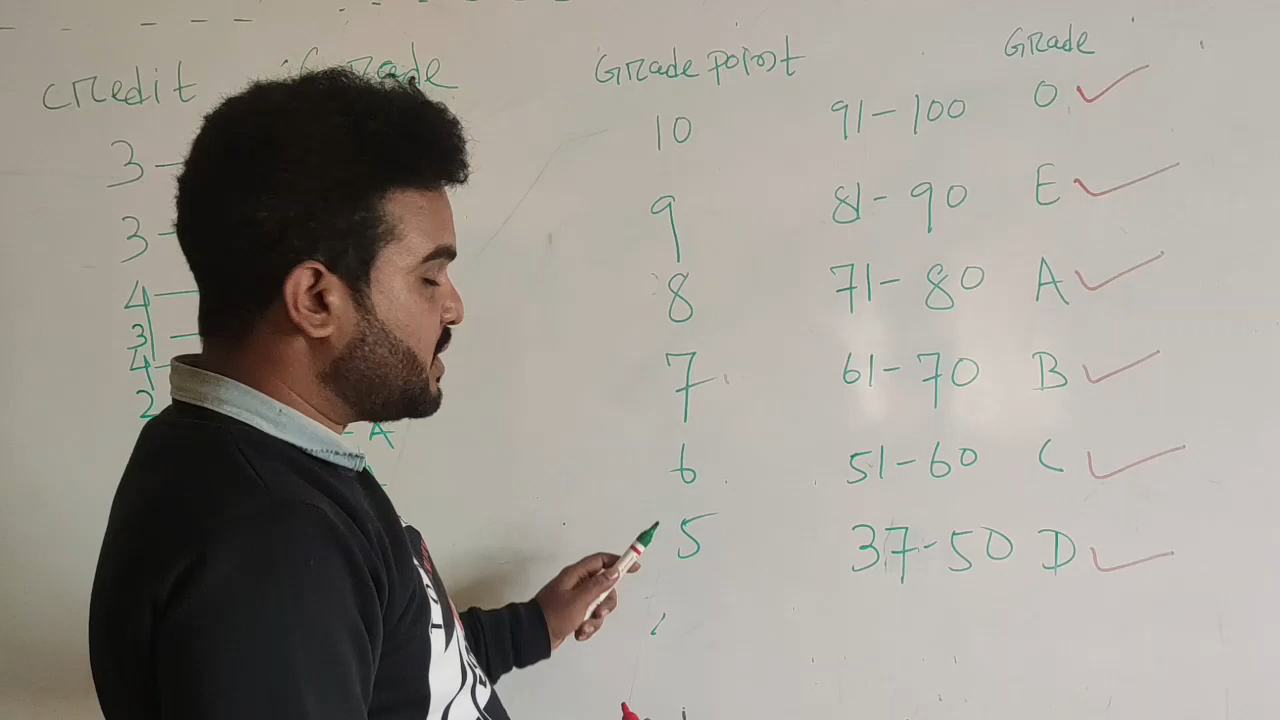 Credit Grade Grade point Grade
3 - 10 91-100 O
3 - 9 81-90 E
4 - 8 71-80 A
3 - 7 61-70 B
4 - 6 51-60 C
2 5 37-50 D
A